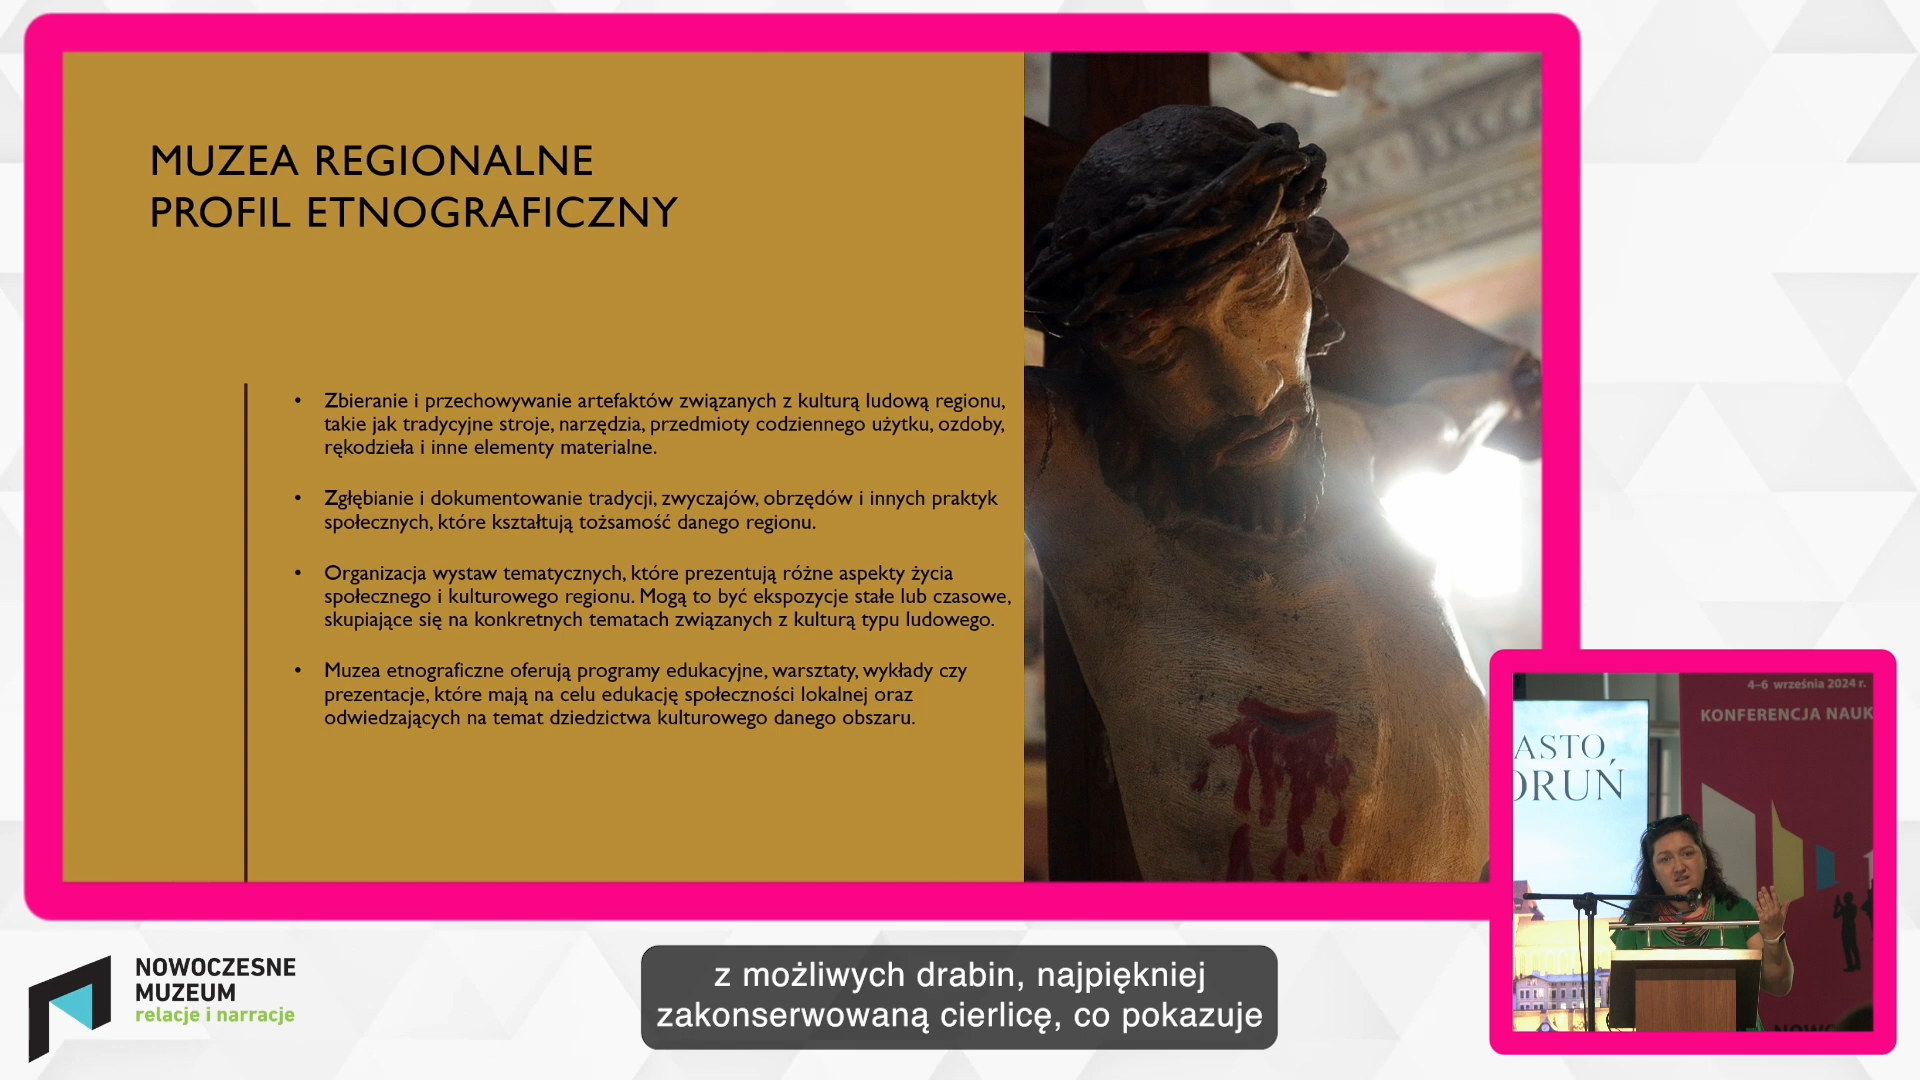 MUZEA REGIONALNE
PROFIL ETNOGRAFICZNY
• Zbieranie i przechowywanie artefaktów związanych z kulturą ludową regionu,
takie jak tradycyjne stroje, narzędzia, przedmioty codziennego użytku, ozdoby,
rękodzieła i inne elementy materialne.
• Zgłębianie i dokumentowanie tradycji, zwyczajów, obrzędów i innych praktyk
społecznych, które kształtują tożsamość danego regionu.
• Organizacja wystaw tematycznych, które prezentują różne aspekty życia
społecznego i kulturowego regionu. Mogą to być ekspozycje stałe lub czasowe,
skupiające się na konkretnych tematach związanych z kulturą typu ludowego.
• Muzea etnograficzne oferują programy edukacyjne, warsztaty, wykłady czy
prezentacje, które mają na celu edukację społeczności lokalnej oraz
odwiedzających na temat dziedzictwa kulturowego danego obszaru.
4–6 września 2024 r.
KONFERENCJA NAUK
ASTO,
ORUŃ
NOWOCZESNE
MUZEUM
relacje i narracje
z możliwych drabin, najpiękniej
zakonserwowaną cierlicę, co pokazuje